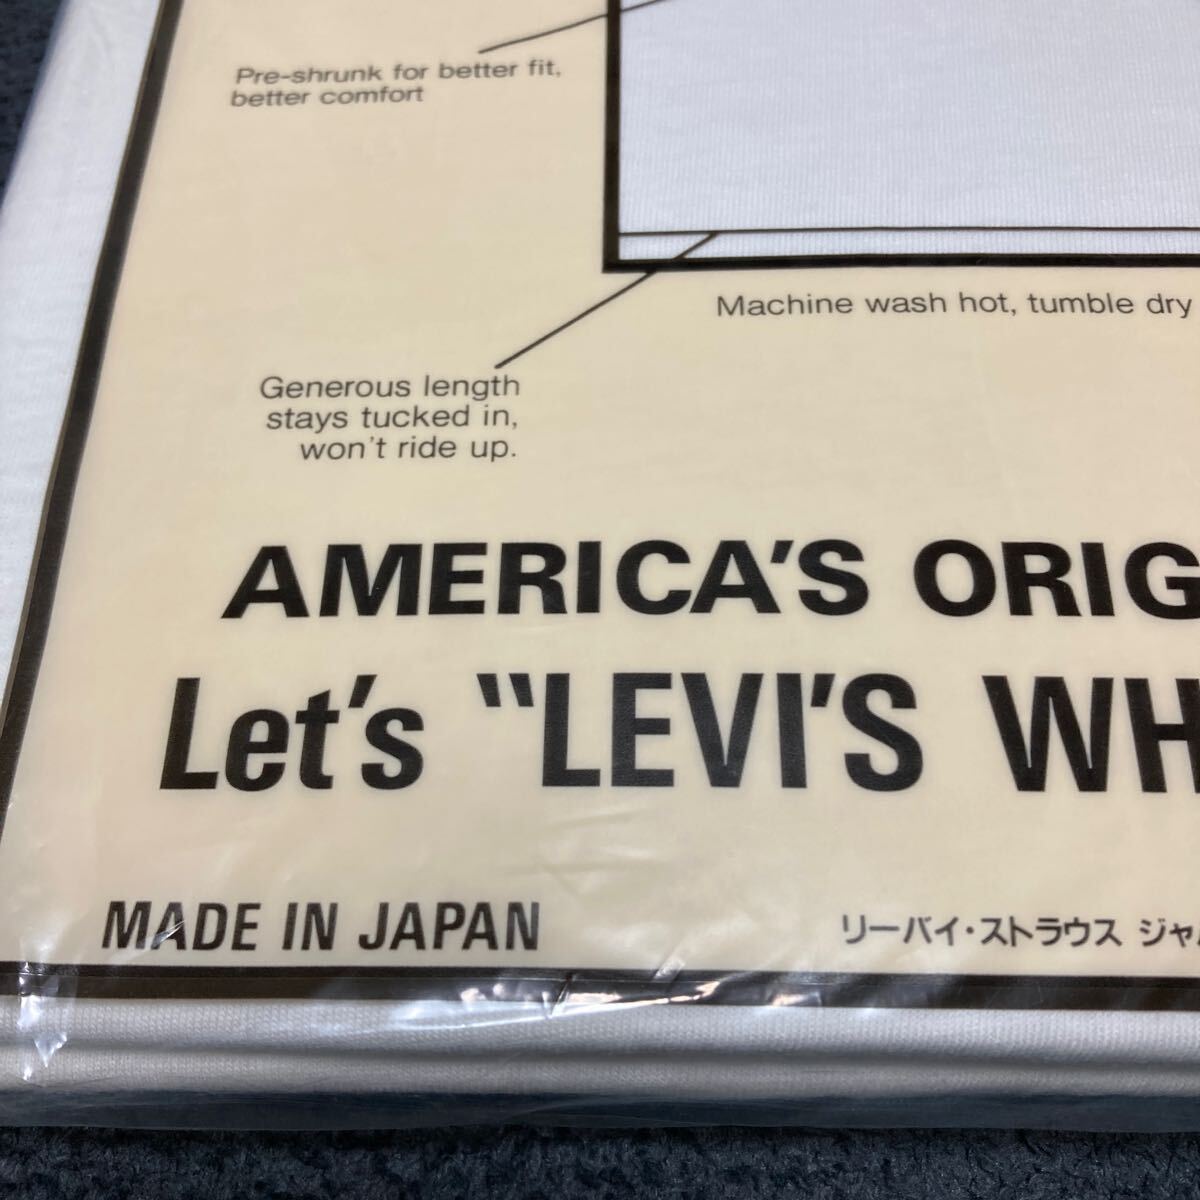 Pre-shrunk for better fit,
better comfort
Machine wash hot, tumble dry
Generous length
stays tucked in,
won't ride up.
AMERICA'S ORIG
Let's "LEVI'S WH
MADE IN JAPAN
リーバイ・ストラウス ジャ